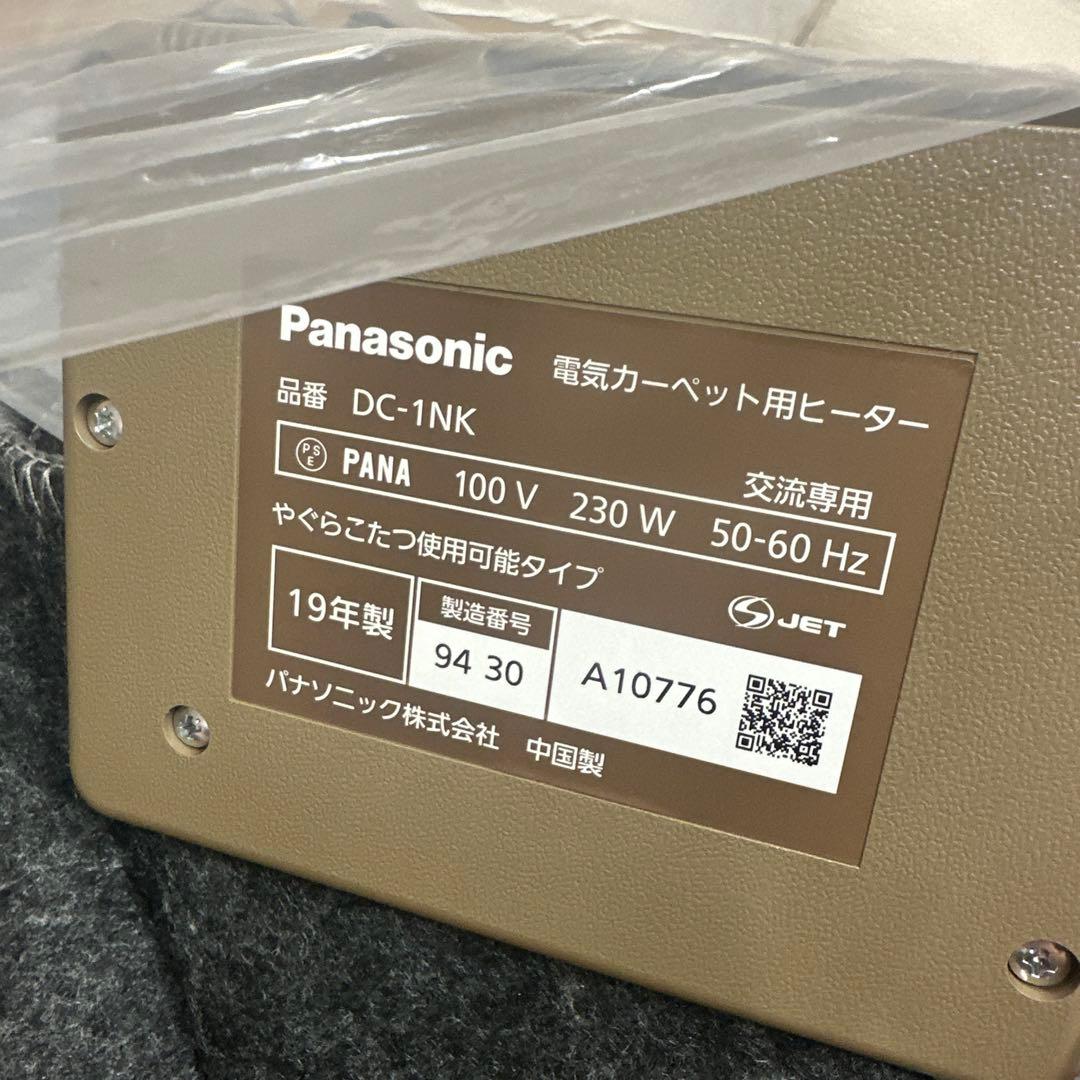 Panasonic 電気カーペット用ヒーター
品番 DC-1NK
交流専用
PSE PANA 100 V 230 W 50-60 Hz
やぐらこたつ使用可能タイプ
S JET
19年製
製造番号
94 30
A10776
パナソニック株式会社 中国製